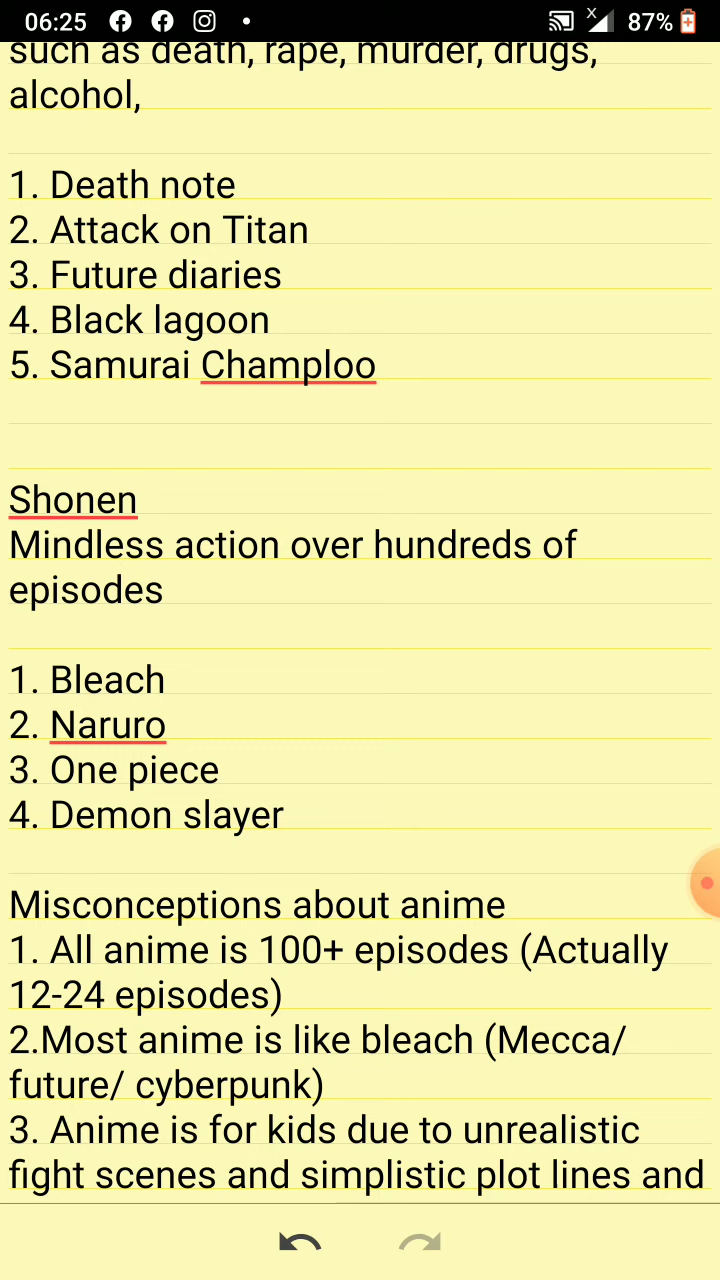 06:25
X
87%
such as death, rape, murder, drugs,
alcohol,
1. Death note
2. Attack on Titan
3. Future diaries
4. Black lagoon
5. Samurai Champloo
Shonen
Mindless action over hundreds of
episodes
1. Bleach
2. Naruro
3. One piece
4. Demon slayer
Misconceptions about anime
1. All anime is 100+ episodes (Actually
12-24 episodes)
2.Most anime is like bleach (Mecca/
future/ cyberpunk)
3. Anime is for kids due to unrealistic
fight scenes and simplistic plot lines and